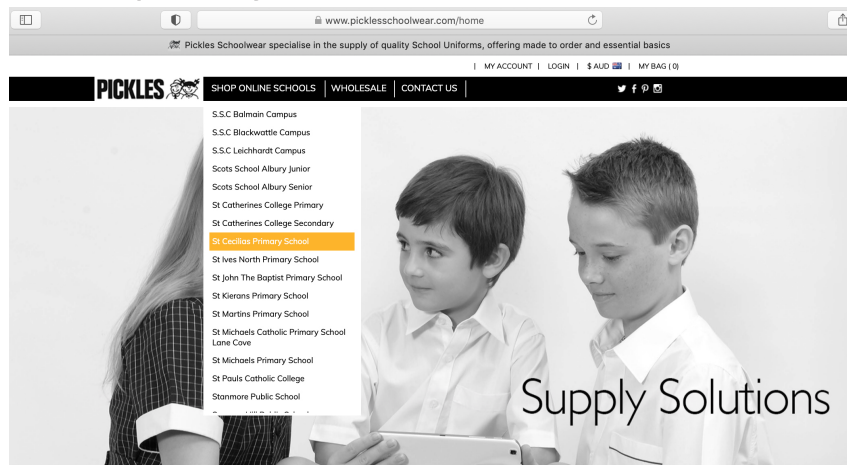 www.picklesschoolwear.com/home
Pickles Schoolwear specialise in the supply of quality School Uniforms, offering made to order and essential basics
| MY ACCOUNT | LOGIN | $ AUD | MY BAG ( 0)
PICKLES
SHOP ONLINE SCHOOLS | WHOLESALE | CONTACT US |
S.S.C Balmain Campus
S.S.C Blackwattle Campus
S.S.C Leichhardt Campus
Scots School Albury Junior
Scots School Albury Senior
St Catherines College Primary
St Catherines College Secondary
St Cecilias Primary School
St Ives North Primary School
St John The Baptist Primary School
St Kierans Primary School
St Martins Primary School
St Michaels Catholic Primary School
Lane Cove
St Michaels Primary School
St Pauls Catholic College
Stanmore Public School
Supply Solutions